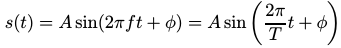 s(t) = A sin(2πft + ϕ) = A sin(2π/T t + ϕ)